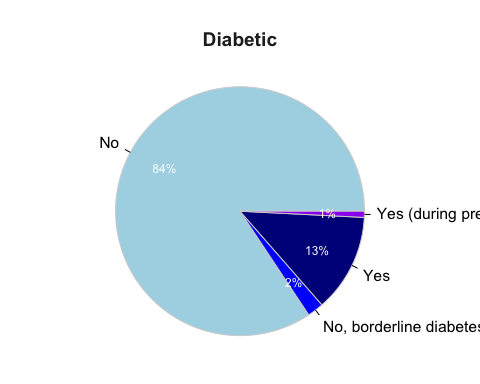 Diabetic
No
84%
1%
Yes (during pre
13%
Yes
2%
No, borderline diabetes